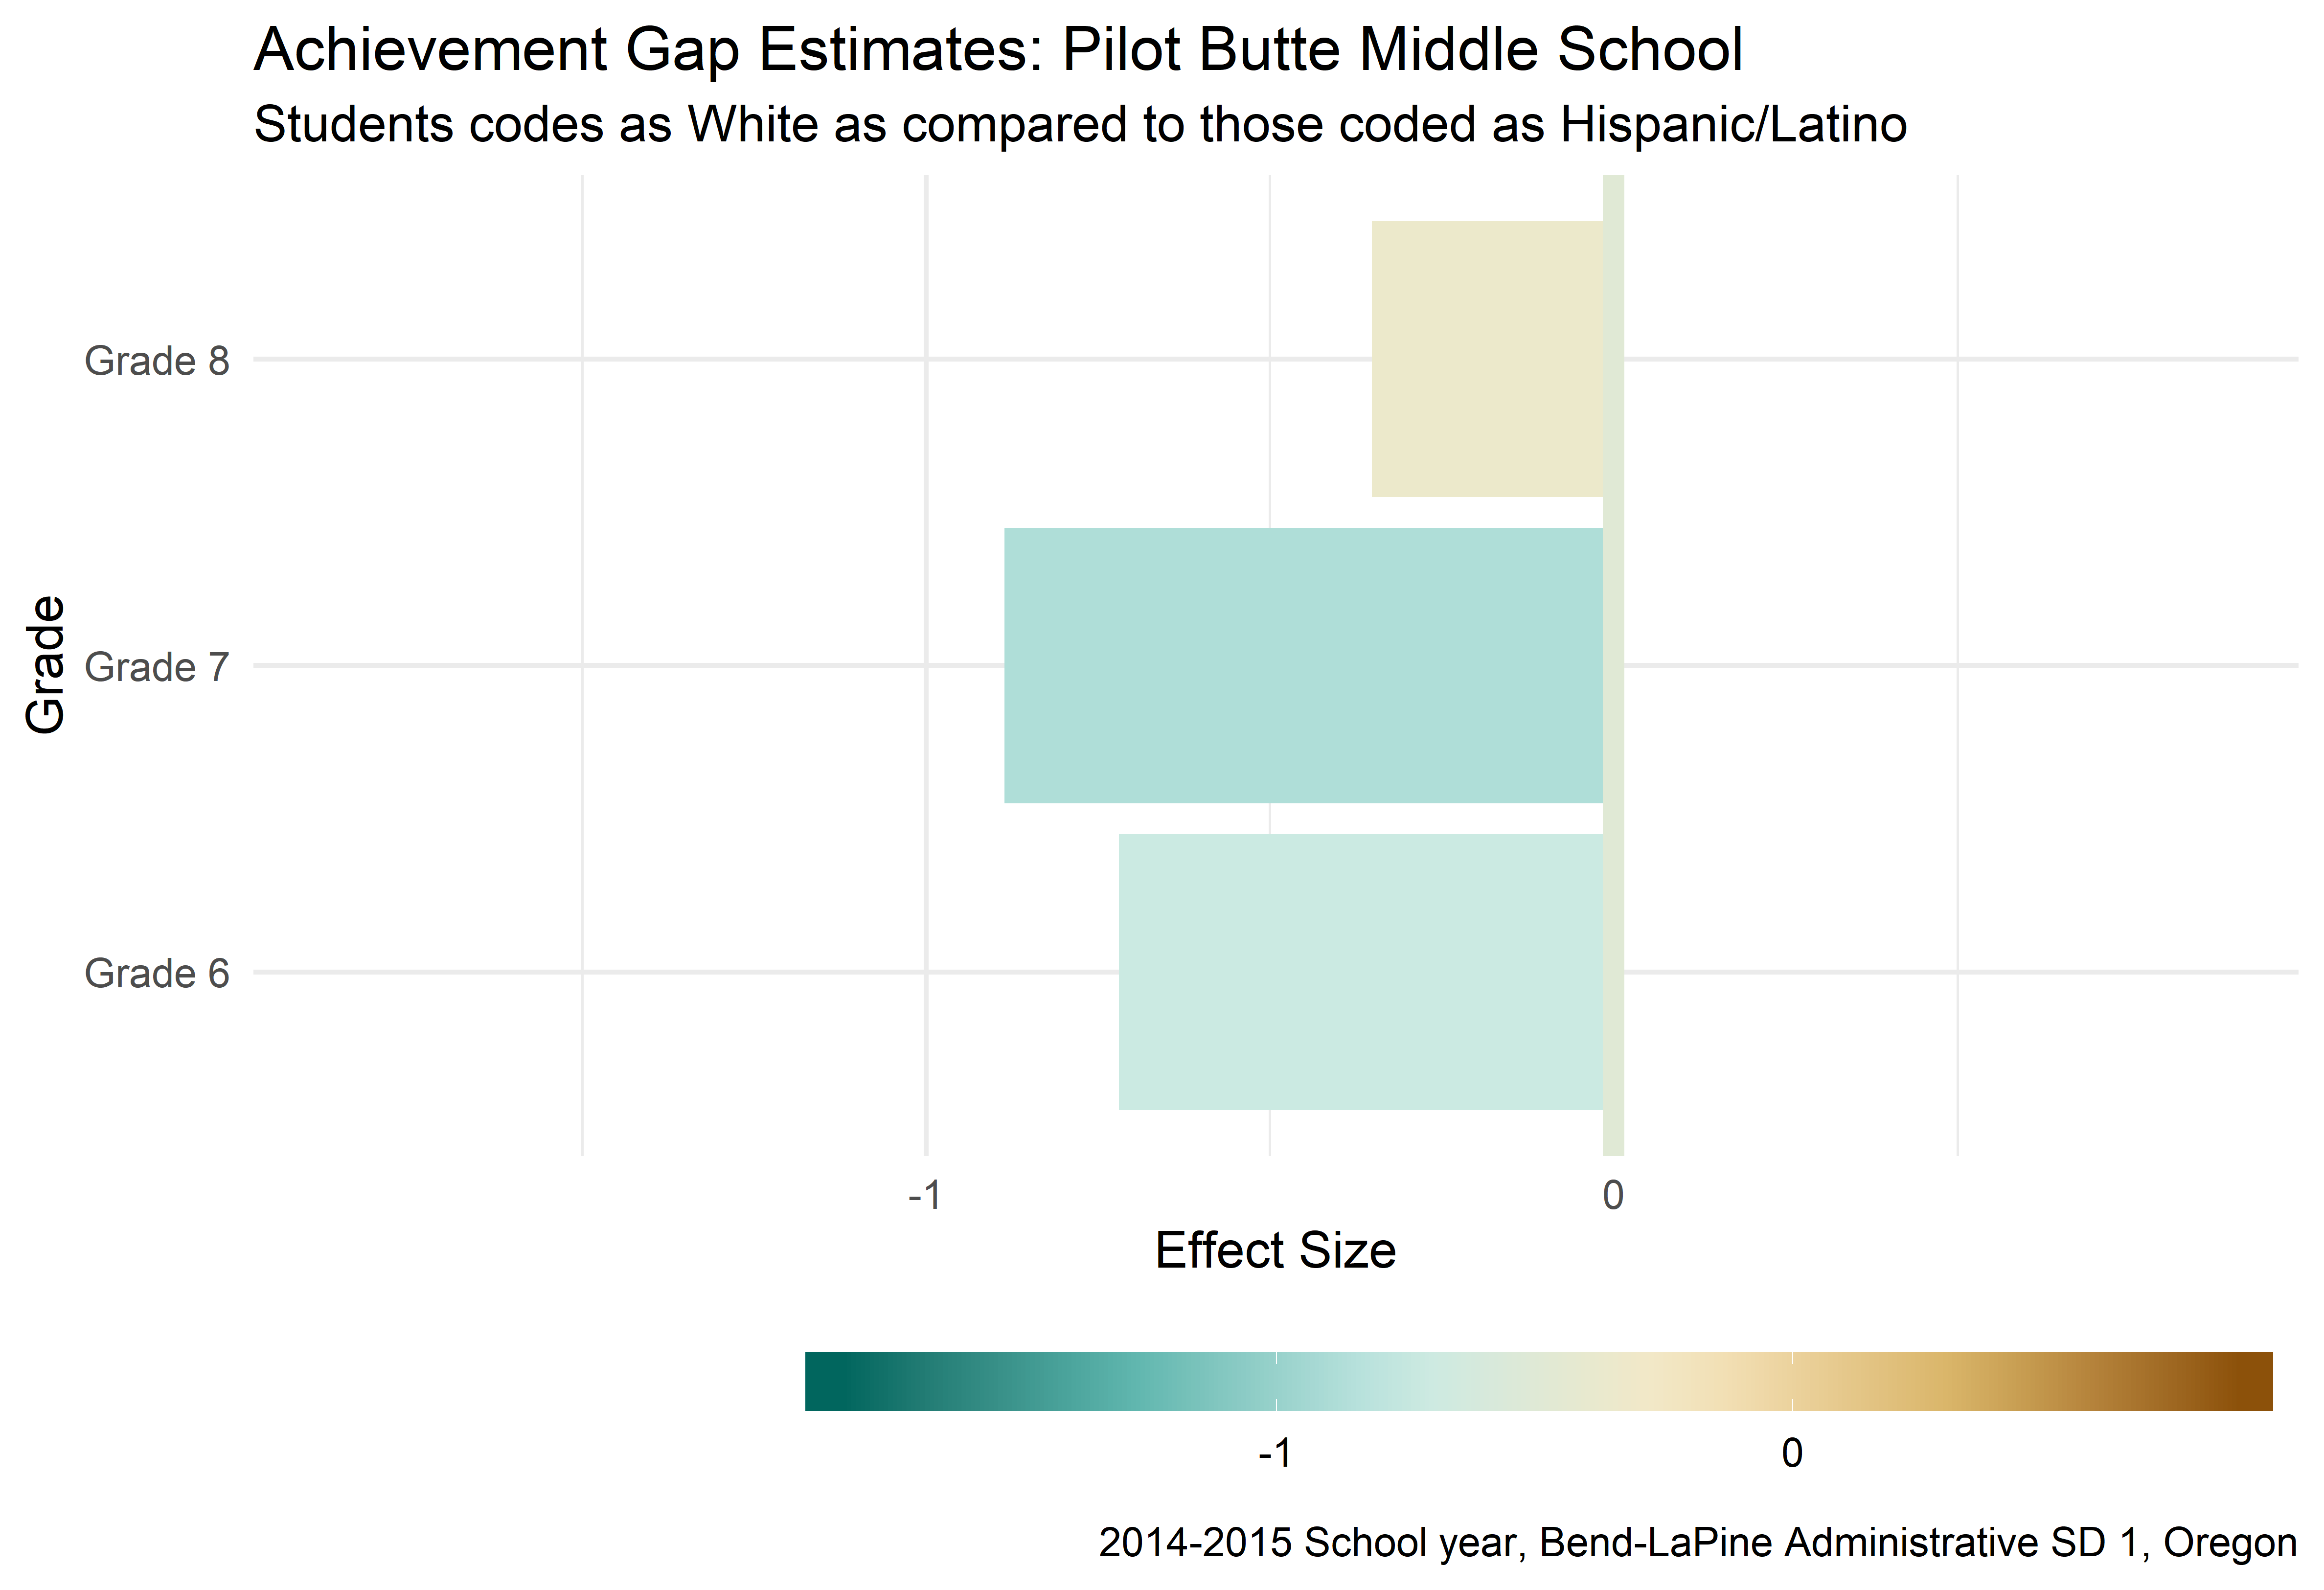 Achievement Gap Estimates: Pilot Butte Middle School
Students codes as White as compared to those coded as Hispanic/Latino
Grade
Grade 8
Grade 7
Grade 6
-1 0
Effect Size
-1 0
2014-2015 School year, Bend-LaPine Administrative SD 1, Oregon